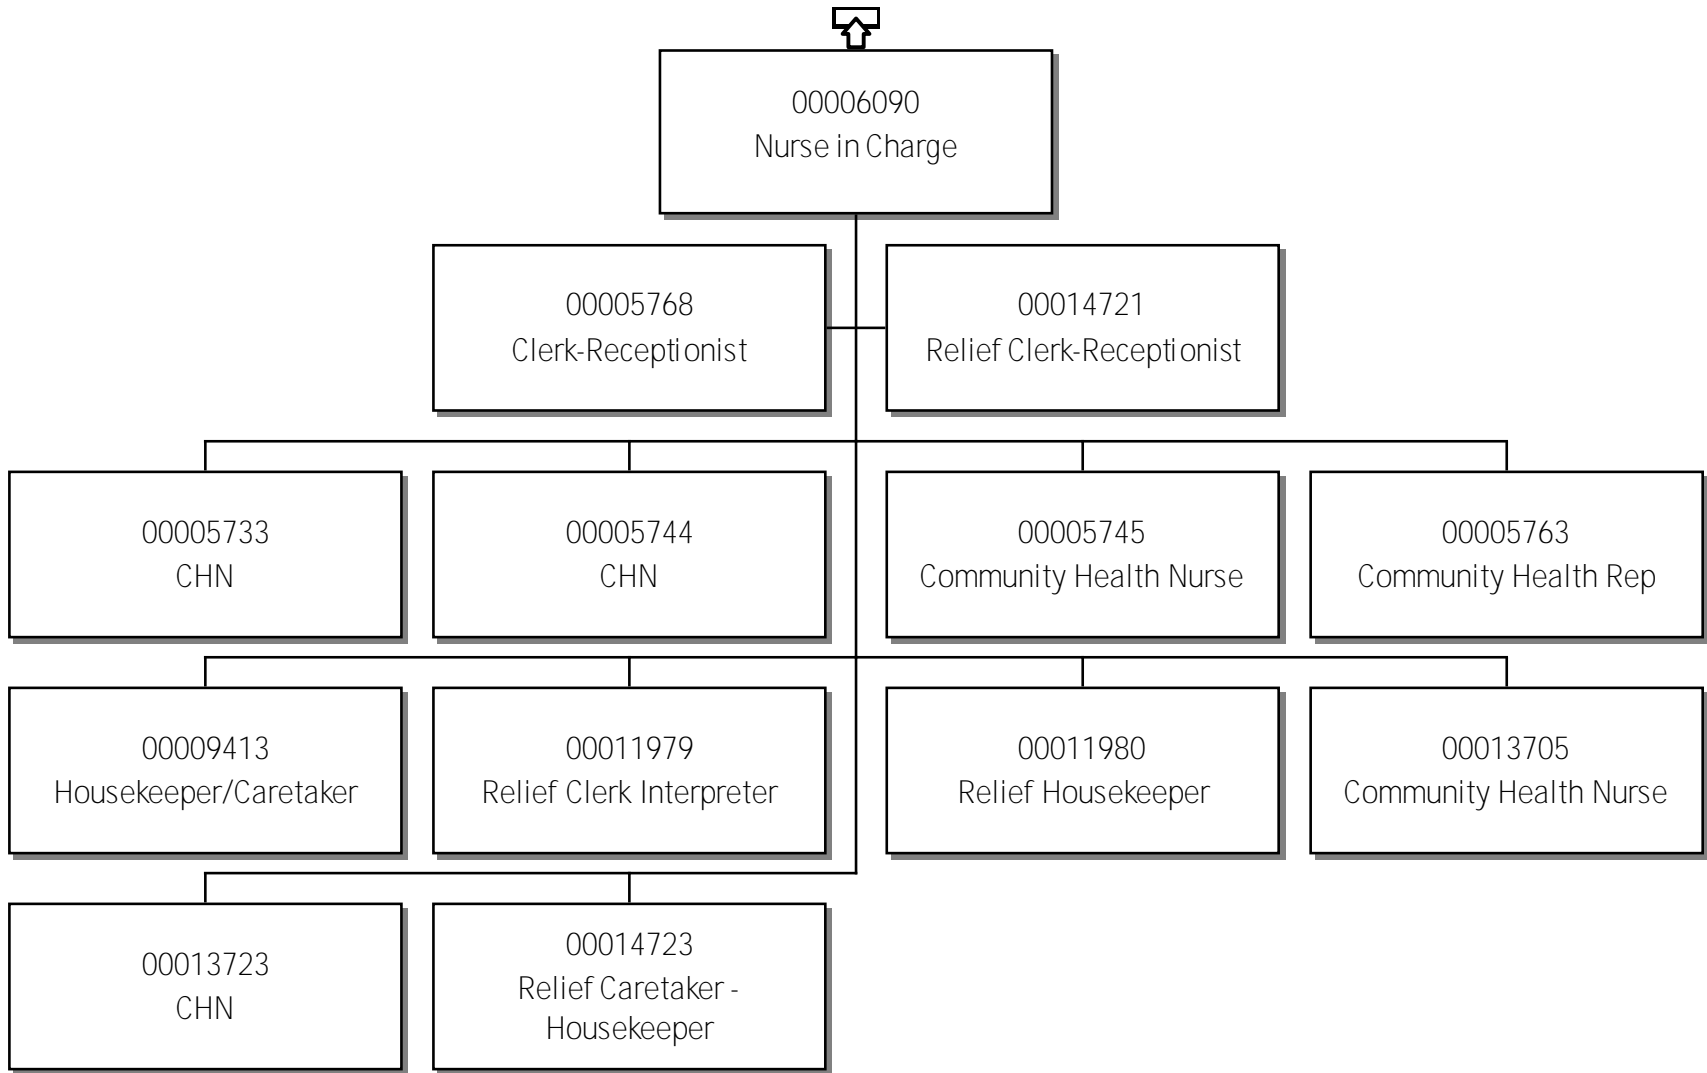 00006090
Nurse in Charge
00005768
Clerk-Receptionist
00014721
Relief Clerk-Receptionist
00005733
CHN
00005744
CHN
00005745
Community Health Nurse
00005763
Community Health Rep
00009413
Housekeeper/Caretaker
00011979
Relief Clerk Interpreter
00011980
Relief Housekeeper
00013705
Community Health Nurse
00013723
CHN
00014723
Relief Caretaker -
Housekeeper